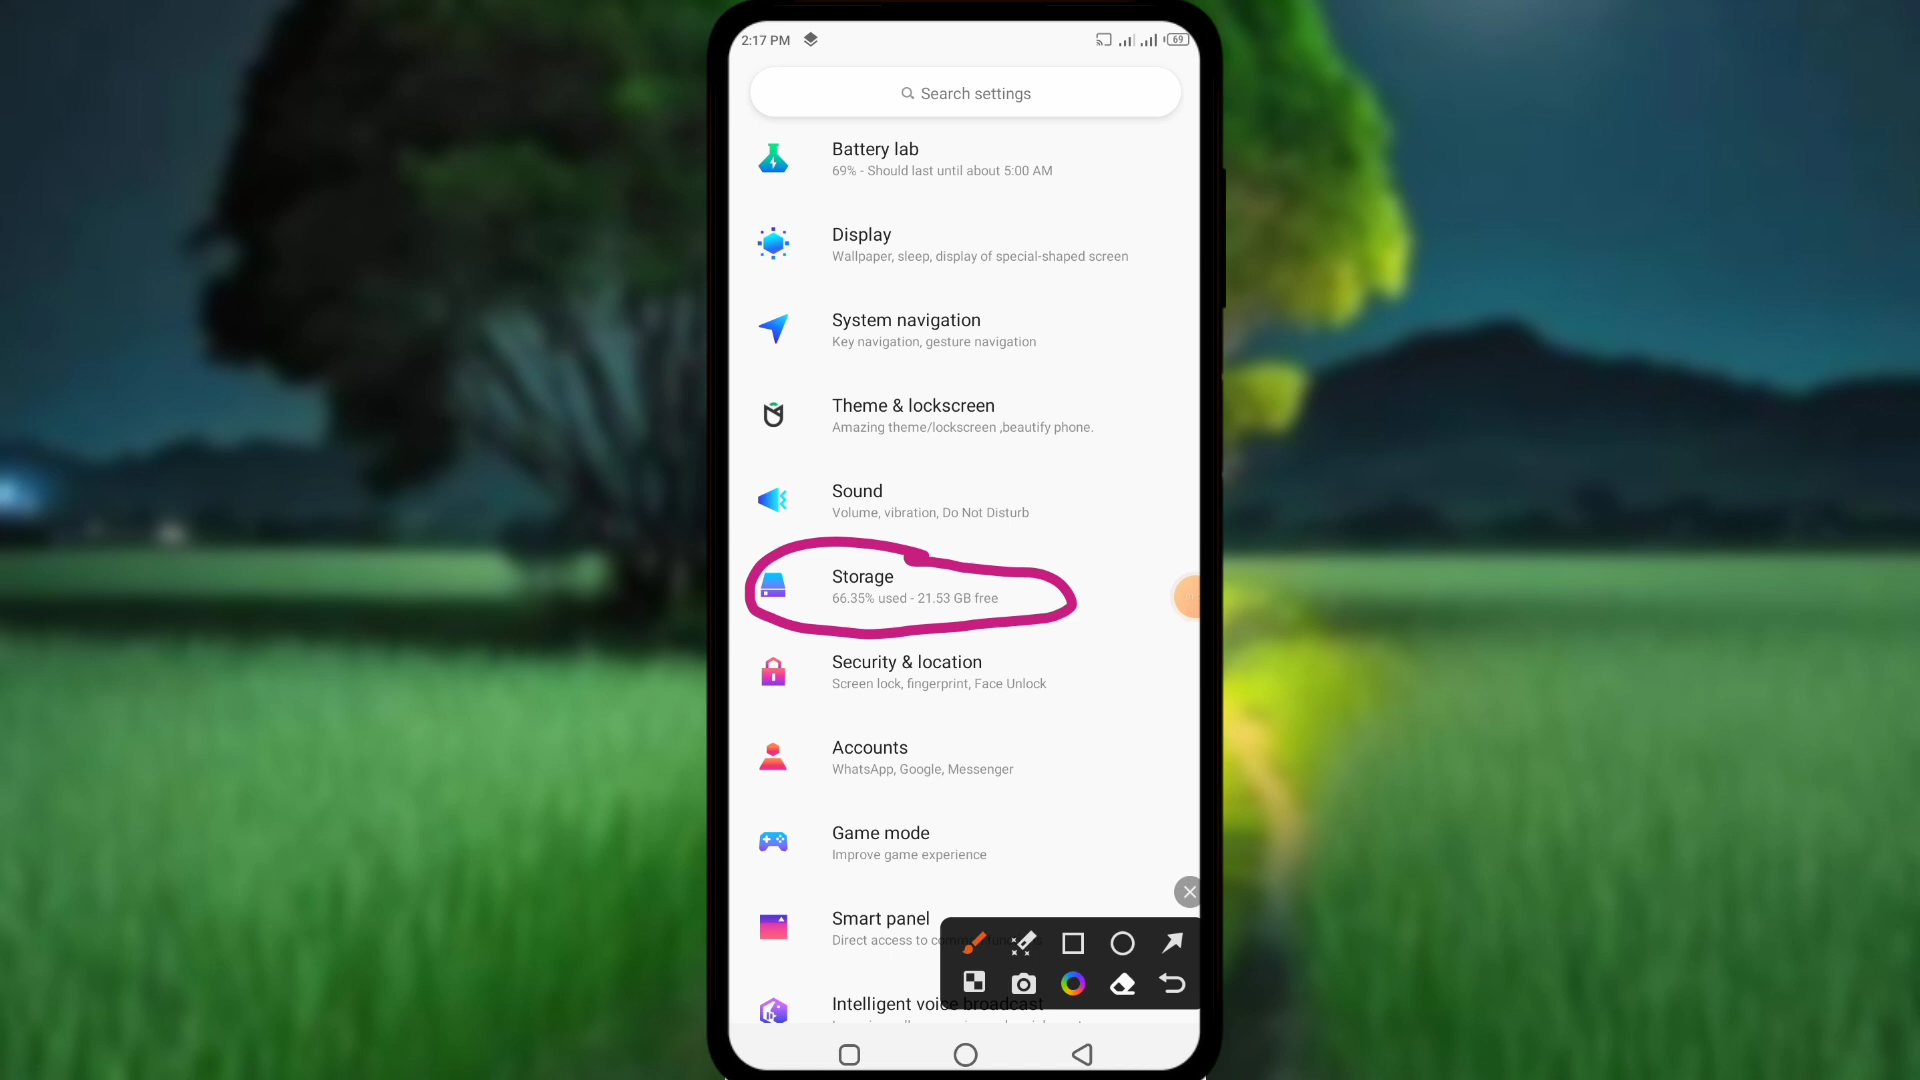 2:17 PM
69
Search settings
Battery lab
69% - Should last until about 5:00 AM
Display
Wallpaper, sleep, display of special-shaped screen
System navigation
Key navigation, gesture navigation
Theme & lockscreen
Amazing theme/lockscreen ,beautify phone.
Sound
Volume, vibration, Do Not Disturb
Storage
66.35% used - 21.53 GB free
Security & location
Screen lock, fingerprint, Face Unlock
Accounts
WhatsApp, Google, Messenger
Game mode
Improve game experience
Smart panel
Direct access to common functions
Intelligent voice broadcast